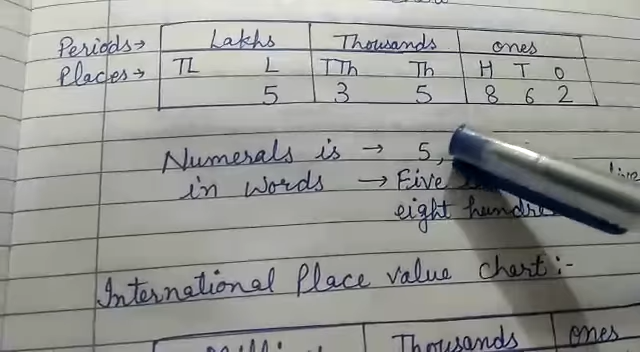 Periods→ Lakhs Thousands ones
Places→ TL L TTh Th H T O
5 3 5 8 6 2
Numerals is → 5,
in words → Five
eight hundre
International Place value chart:-
Thousands ones